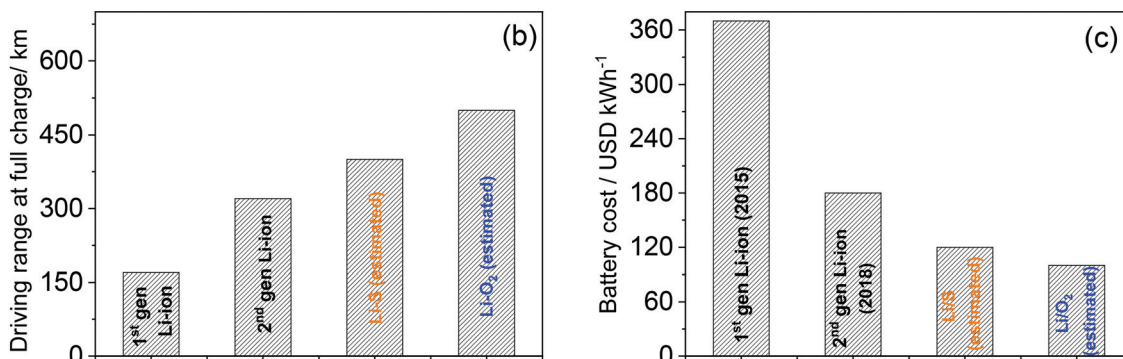 Driving range at full charge/ km
600
450
300
150
0
(b)
1st gen
Li-ion
2nd gen Li-ion
Li-S (estimated)
Li-O2 (estimated)
Battery cost / USD kWh-1
360
300
240
180
120
60
0
(c)
1st gen Li-ion (2015)
2nd gen Li-ion
(2018)
Li/S
(estimated)
Li/O2
(estimated)